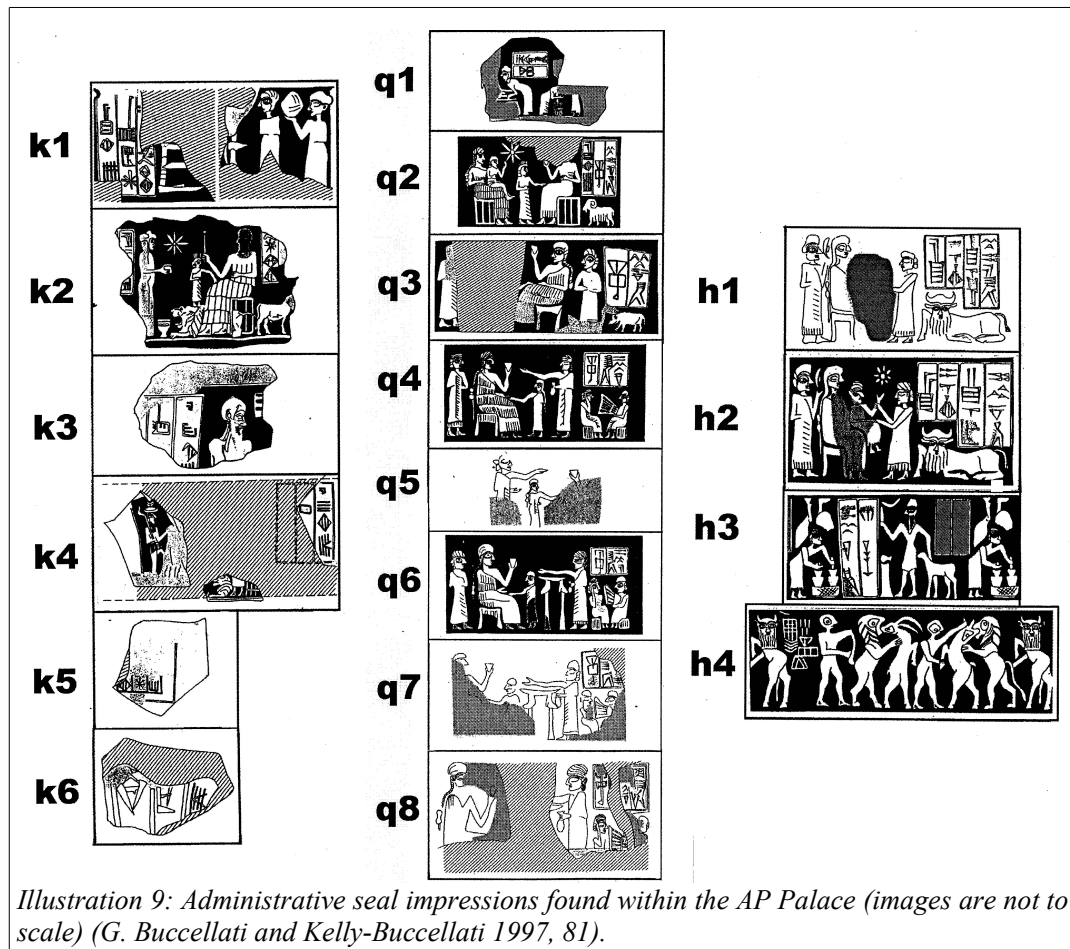 k1
k2
k3
k4
k5
k6
q1
q2
q3
q4
q5
q6
q7
q8
h1
h2
h3
h4
Illustration 9: Administrative seal impressions found within the AP Palace (images are not to
scale) (G. Buccellati and Kelly-Buccellati 1997, 81).